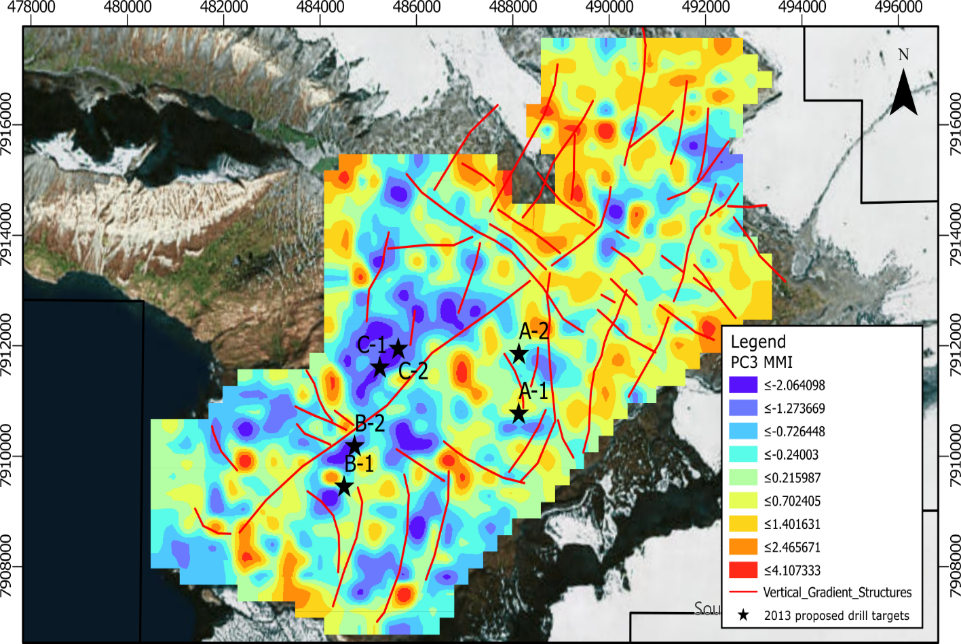 478000 480000 482000 484000 486000 488000 490000 492000 494000 496000
N
7916000
7914000
7912000
7910000
7908000
7916000
7914000
7912000
7910000
7908000
A-2
C-1
C-2
A-1
B-2
B-1
Legend
PC3 MMI
≤-2.064098
≤-1.273669
≤-0.726448
≤-0.24003
≤0.215987
≤0.702405
≤1.401631
≤2.465671
≤4.107333
Vertical_Gradient_Structures
2013 proposed drill targets
Sou